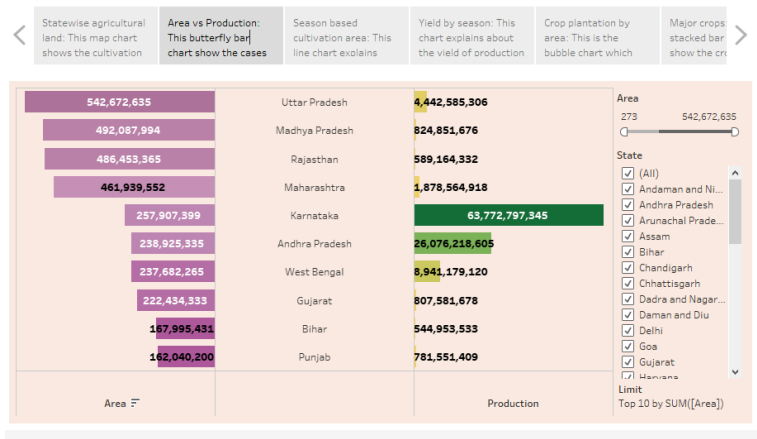 Statewise agricultural
land: This map chart
shows the cultivation
Area vs Production:
This butterfly bar
chart show the cases
Season based
cultivation area: This
line chart explains
Yield by season: This
chart explains about
the yield of production
Crop plantation by
area: This is the
bubble chart which
Major crops:
stacked bar
show the cro
542,672,635 Uttar Pradesh 4,442,585,306
492,087,994 Madhya Pradesh 824,851,676
486,453,365 Rajasthan 589,164,332
461,939,552 Maharashtra 1,878,564,918
257,907,399 Karnataka 63,772,797,345
238,925,335 Andhra Pradesh 26,076,218,605
237,682,265 West Bengal 8,941,179,120
222,434,333 Gujarat 807,581,678
167,995,431 Bihar 544,953,533
162,040,200 Punjab 781,551,409
Area Production
Area
273 542,672,635
State
(All)
Andaman and Ni...
Andhra Pradesh
Arunachal Prade...
Assam
Bihar
Chandigarh
Chhattisgarh
Dadra and Nagar...
Daman and Diu
Delhi
Goa
Gujarat
Haryana
Limit
Top 10 by SUM([Area])